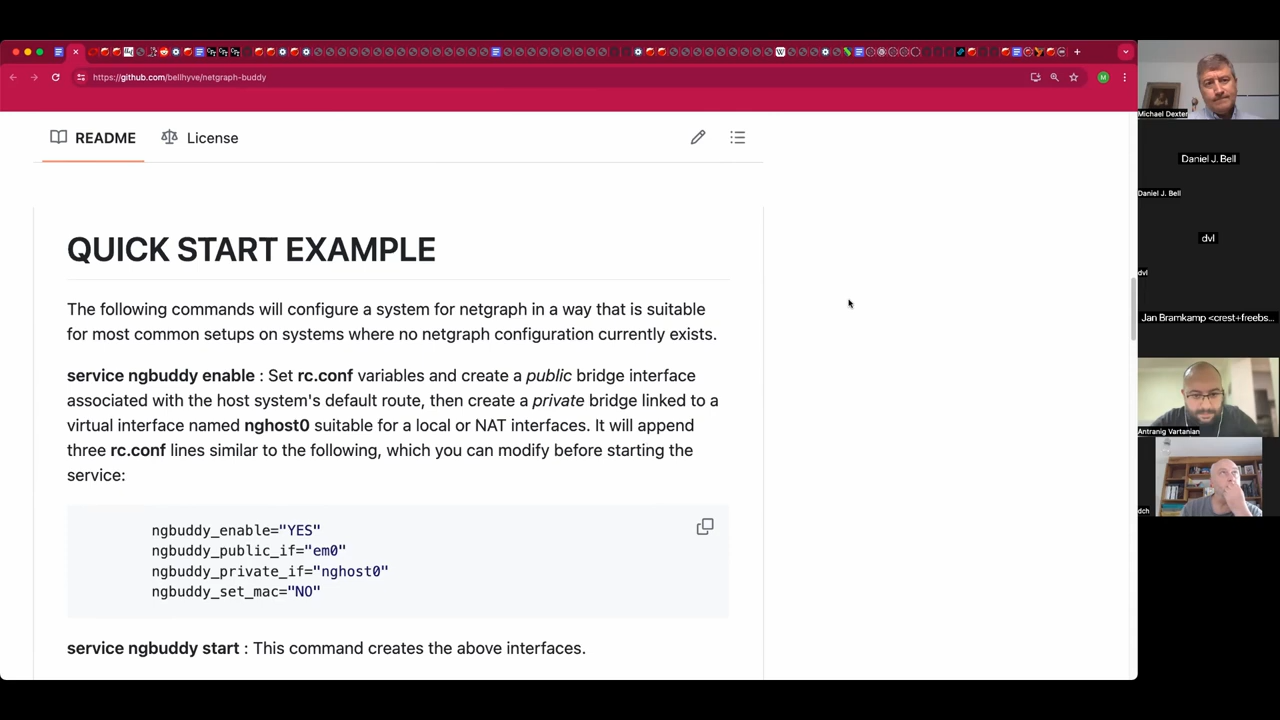 https://github.com/bellhyve/netgraph-buddy
M
README
License
QUICK START EXAMPLE
The following commands will configure a system for netgraph in a way that is suitable
for most common setups on systems where no netgraph configuration currently exists.
service ngbuddy enable : Set rc.conf variables and create a public bridge interface
associated with the host system's default route, then create a private bridge linked to a
virtual interface named nghost0 suitable for a local or NAT interfaces. It will append
three rc.conf lines similar to the following, which you can modify before starting the
service:
ngbuddy_enable="YES"
ngbuddy_public_if="em0"
ngbuddy_private_if="nghost0"
ngbuddy_set_mac="NO"
service ngbuddy start : This command creates the above interfaces.
Michael Dexter
Daniel J. Bell
Daniel J. Bell
dvl
dvl
Jan Bramkamp <crest+freebs...
Antranig Vartanian
dch